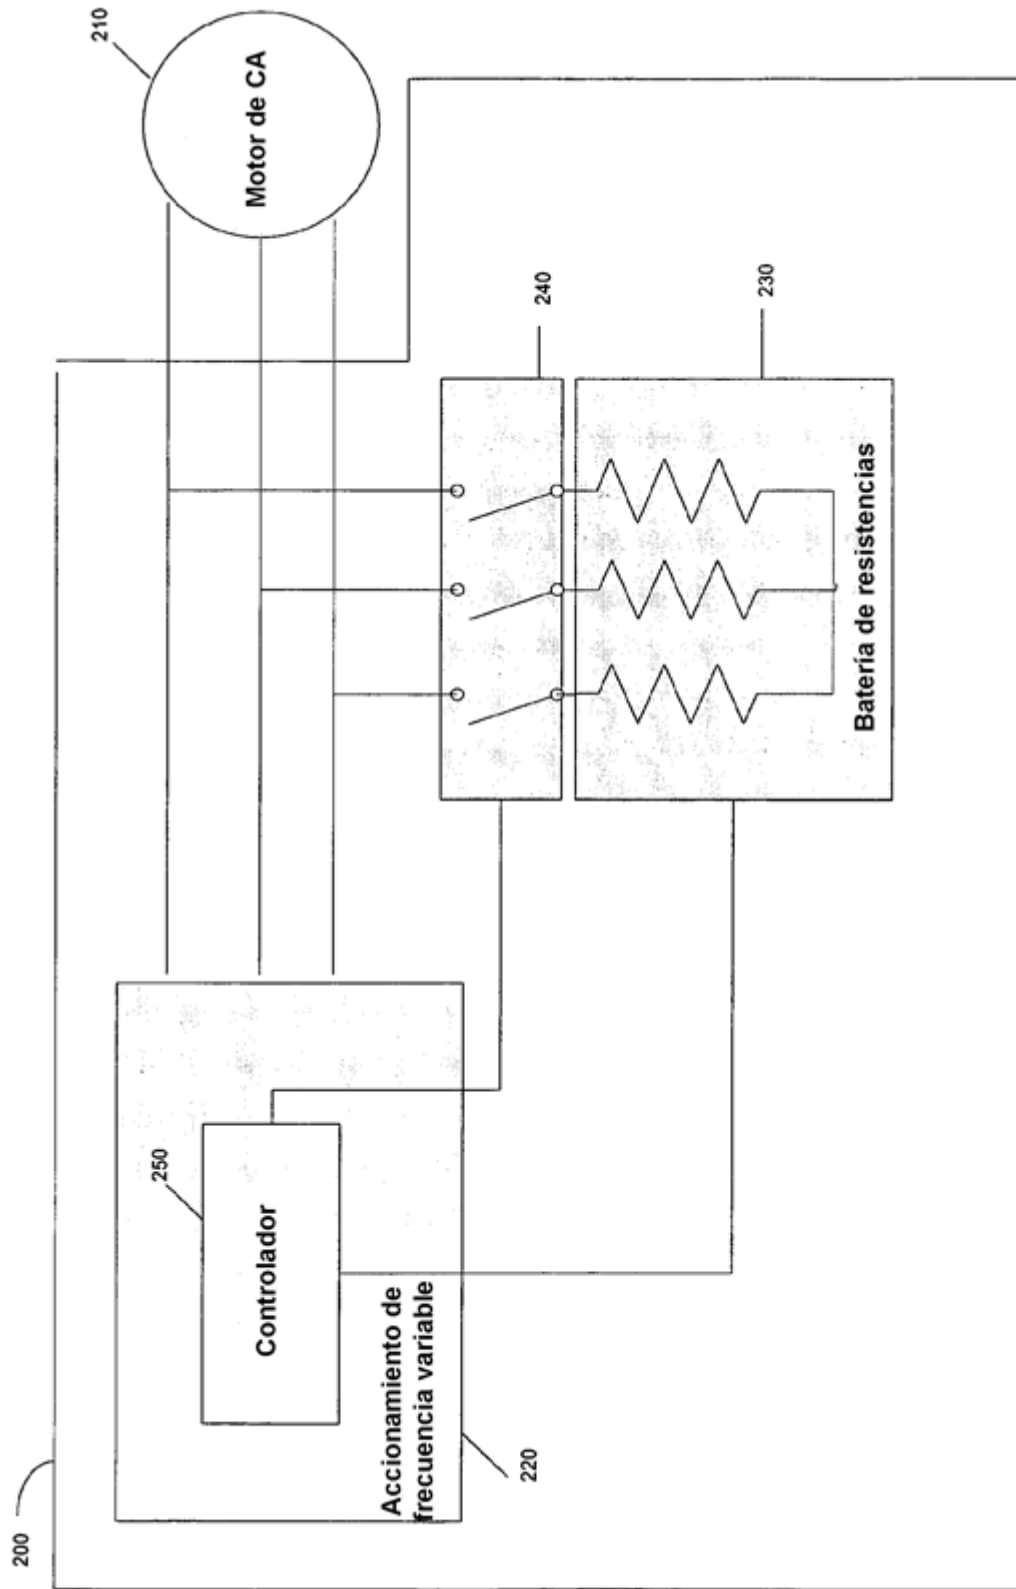 200
210
Motor de CA
250
Controlador
Accionamiento de
frecuencia variable
220
240
230
Batería de resistencias